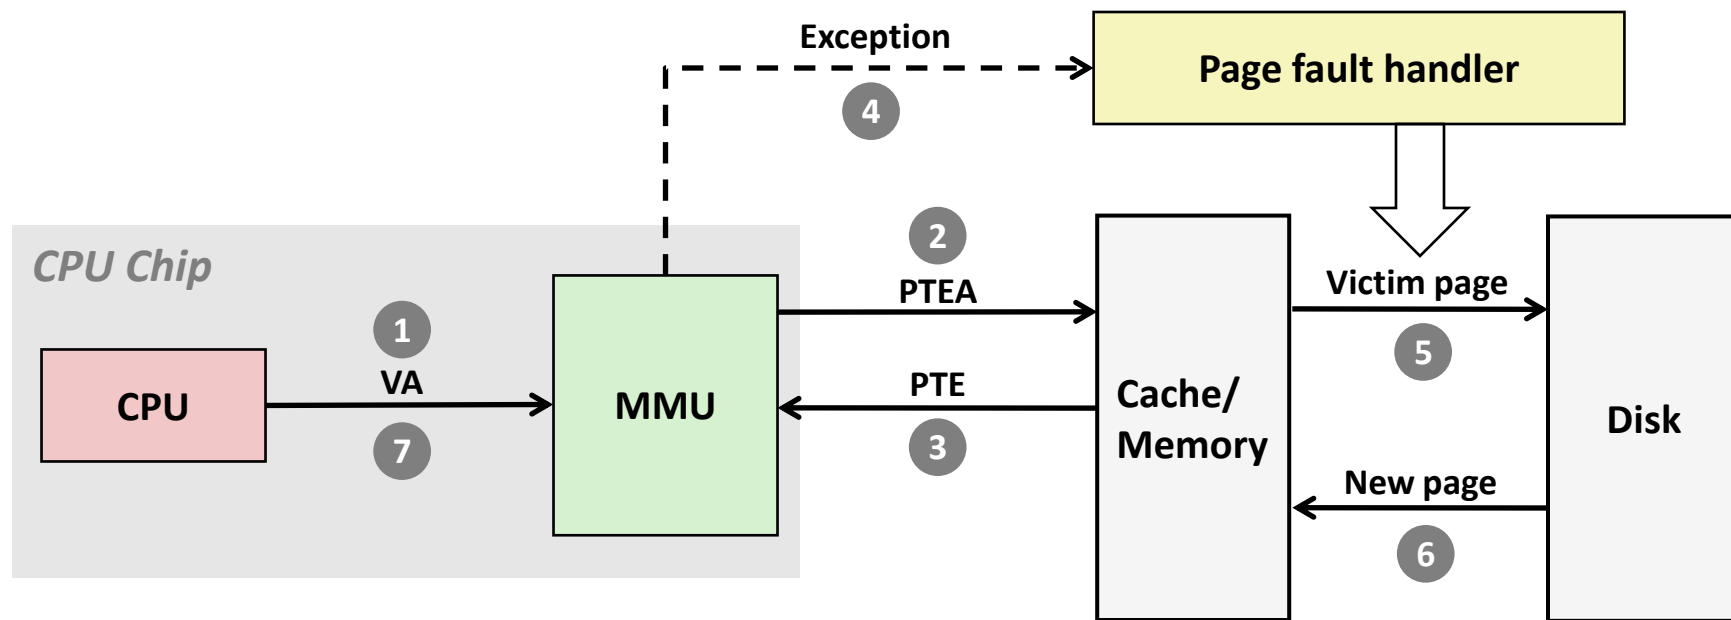 Exception
Page fault handler
4
CPU Chip
2
PTEA
Victim page
1
VA
5
CPU
MMU
PTE
Cache/
Memory
Disk
7
3
New page
6